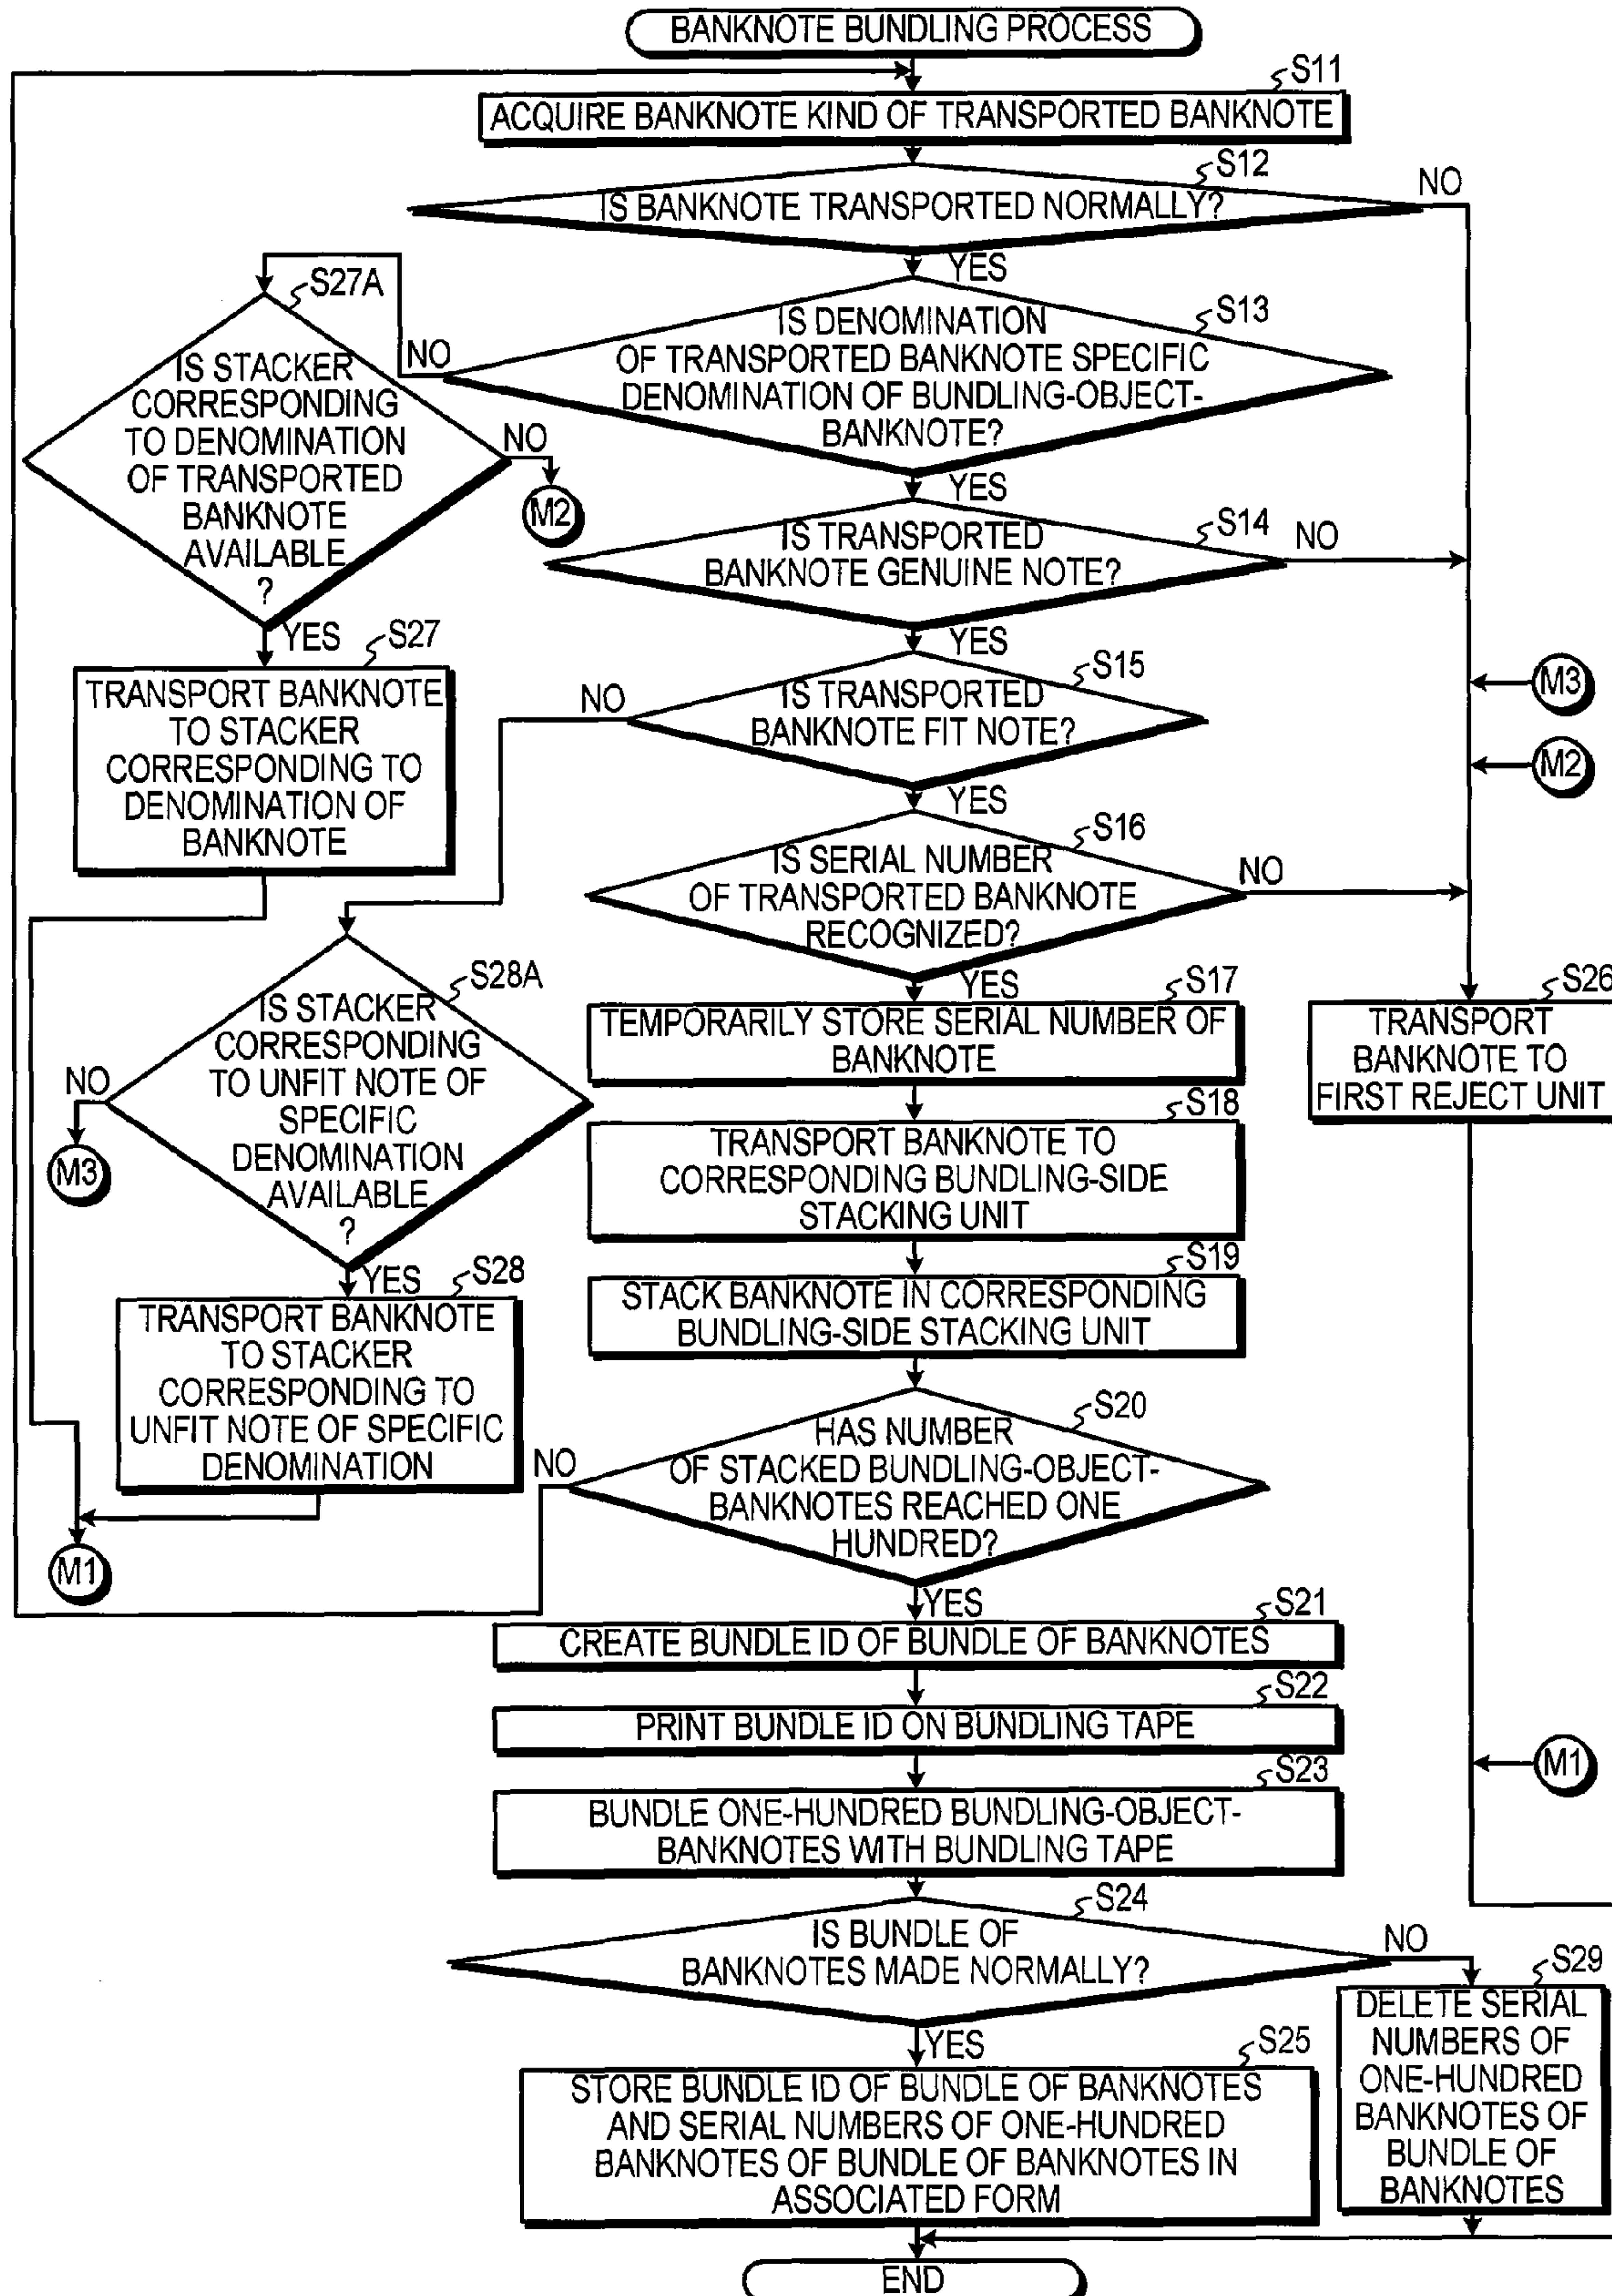 BANKNOTE BUNDLING PROCESS
S11
ACQUIRE BANKNOTE KIND OF TRANSPORTED BANKNOTE
S12
IS BANKNOTE TRANSPORTED NORMALLY?
NO
YES
S13
IS DENOMINATION
OF TRANSPORTED BANKNOTE SPECIFIC
DENOMINATION OF BUNDLING-OBJECT-
BANKNOTE?
NO
YES
S27A
IS STACKER
CORRESPONDING
TO DENOMINATION
OF TRANSPORTED
BANKNOTE
AVAILABLE
?
NO
M2
YES
S27
TRANSPORT BANKNOTE
TO STACKER
CORRESPONDING TO
DENOMINATION OF
BANKNOTE
S14
IS TRANSPORTED
BANKNOTE GENUINE NOTE?
NO
YES
S15
IS TRANSPORTED
BANKNOTE FIT NOTE?
NO
YES
M3
M2
S16
IS SERIAL NUMBER
OF TRANSPORTED BANKNOTE
RECOGNIZED?
NO
YES
S28A
IS STACKER
CORRESPONDING
TO UNFIT NOTE OF
SPECIFIC
DENOMINATION
AVAILABLE
?
NO
M3
YES
S28
TRANSPORT BANKNOTE
TO STACKER
CORRESPONDING TO
UNFIT NOTE OF SPECIFIC
DENOMINATION
M1
S17
TEMPORARILY STORE SERIAL NUMBER OF
BANKNOTE
S26
TRANSPORT
BANKNOTE TO
FIRST REJECT UNIT
S18
TRANSPORT BANKNOTE TO
CORRESPONDING BUNDLING-SIDE
STACKING UNIT
S19
STACK BANKNOTE IN CORRESPONDING
BUNDLING-SIDE STACKING UNIT
S20
HAS NUMBER
OF STACKED BUNDLING-OBJECT-
BANKNOTES REACHED ONE
HUNDRED?
NO
YES
S21
CREATE BUNDLE ID OF BUNDLE OF BANKNOTES
S22
PRINT BUNDLE ID ON BUNDLING TAPE
M1
S23
BUNDLE ONE-HUNDRED BUNDLING-OBJECT-
BANKNOTES WITH BUNDLING TAPE
S24
IS BUNDLE OF
BANKNOTES MADE NORMALLY?
NO
YES
S29
DELETE SERIAL
NUMBERS OF
ONE-HUNDRED
BANKNOTES OF
BUNDLE OF
BANKNOTES
S25
STORE BUNDLE ID OF BUNDLE OF BANKNOTES
AND SERIAL NUMBERS OF ONE-HUNDRED
BANKNOTES OF BUNDLE OF BANKNOTES IN
ASSOCIATED FORM
END